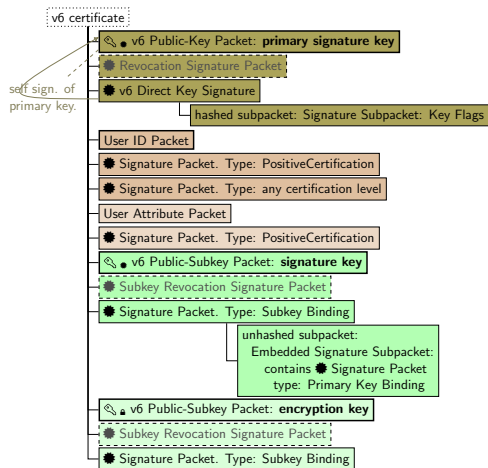 v6 certificate
v6 Public-Key Packet: primary signature key
Revocation Signature Packet
self sign. of
primary key.
v6 Direct Key Signature
hashed subpacket: Signature Subpacket: Key Flags
User ID Packet
Signature Packet. Type: PositiveCertification
Signature Packet. Type: any certification level
User Attribute Packet
Signature Packet. Type: PositiveCertification
v6 Public-Subkey Packet: signature key
Subkey Revocation Signature Packet
Signature Packet. Type: Subkey Binding
unhashed subpacket:
Embedded Signature Subpacket:
contains Signature Packet
type: Primary Key Binding
v6 Public-Subkey Packet: encryption key
Subkey Revocation Signature Packet
Signature Packet. Type: Subkey Binding